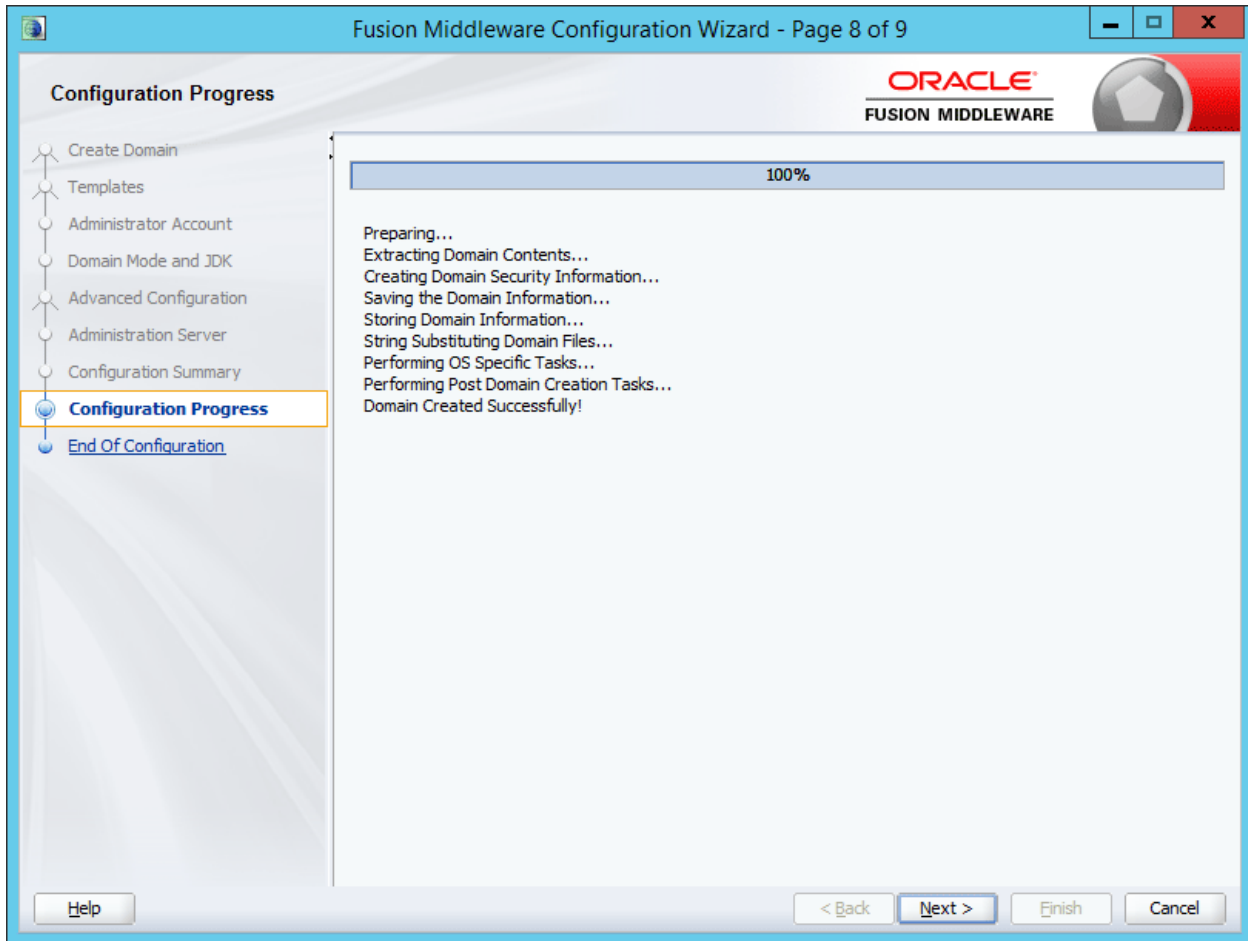 Fusion Middleware Configuration Wizard - Page 8 of 9
Configuration Progress
ORACLE
FUSION MIDDLEWARE
Create Domain
Templates
Administrator Account
Domain Mode and JDK
Advanced Configuration
Administration Server
Configuration Summary
Configuration Progress
End Of Configuration
100%
Preparing...
Extracting Domain Contents...
Creating Domain Security Information...
Saving the Domain Information...
Storing Domain Information...
String Substituting Domain Files...
Performing OS Specific Tasks...
Performing Post Domain Creation Tasks...
Domain Created Successfully!
Help
< Back
Next >
Finish
Cancel